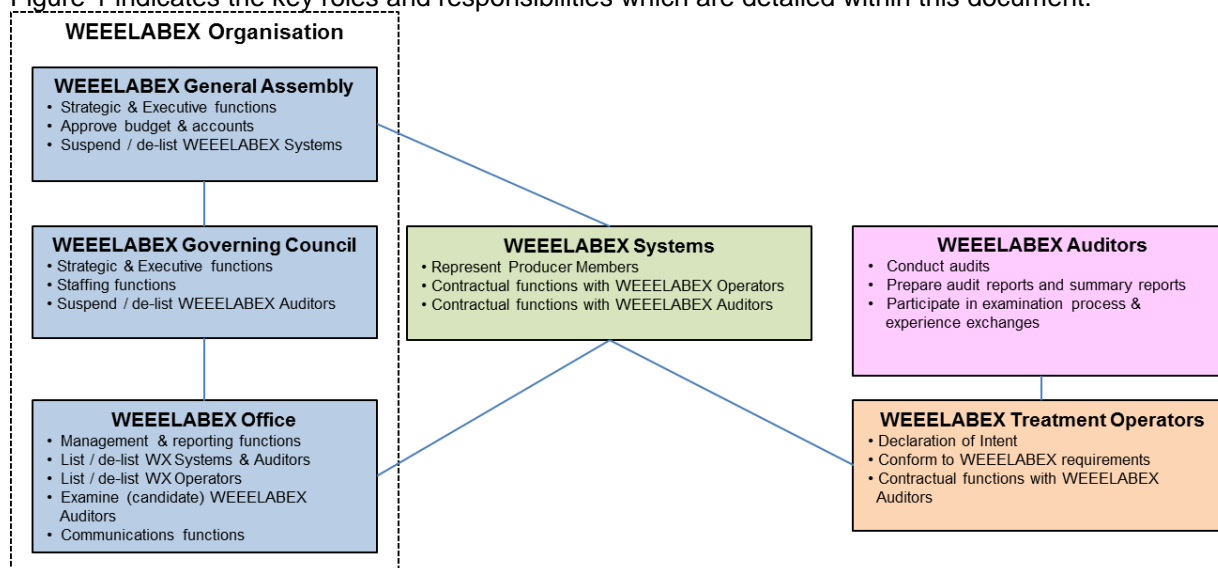 Figure 1 indicates the key roles and responsibilities which are detailed within this document.
WEEELABEX Organisation
WEEELABEX General Assembly
• Strategic & Executive functions
• Approve budget & accounts
• Suspend / de-list WEEELABEX Systems
WEEELABEX Governing Council
• Strategic & Executive functions
• Staffing functions
• Suspend / de-list WEEELABEX Auditors
WEEELABEX Office
• Management & reporting functions
• List / de-list WX Systems & Auditors
• List / de-list WX Operators
• Examine (candidate) WEEELABEX
Auditors
• Communications functions
WEEELABEX Systems
• Represent Producer Members
• Contractual functions with WEEELABEX Operators
• Contractual functions with WEEELABEX Auditors
WEEELABEX Auditors
• Conduct audits
• Prepare audit reports and summary reports
• Participate in examination process &
experience exchanges
WEEELABEX Treatment Operators
• Declaration of Intent
• Conform to WEEELABEX requirements
• Contractual functions with WEEELABEX
Auditors